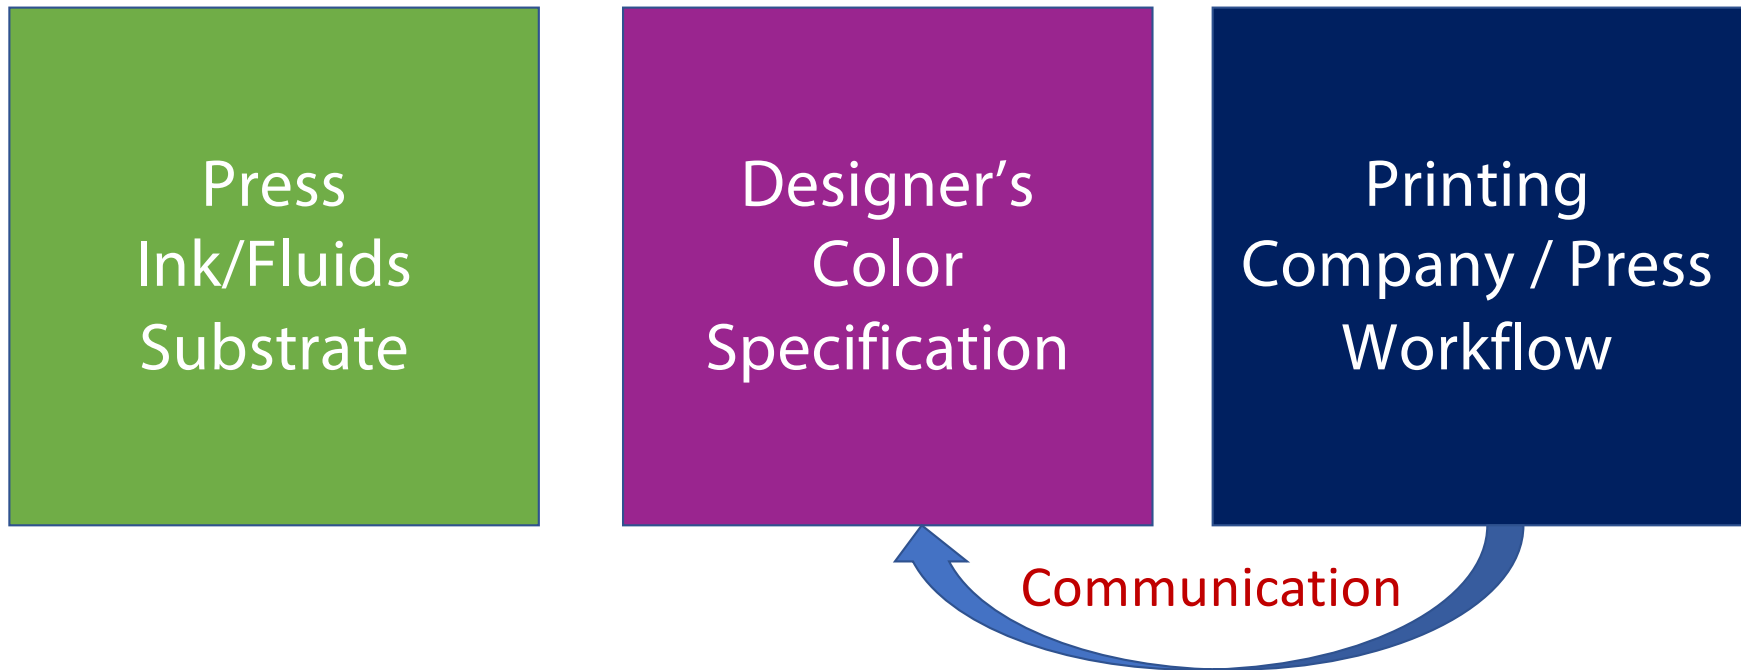 Press
Ink/Fluids
Substrate
Designer’s
Color
Specification
Printing
Company / Press
Workflow
Communication